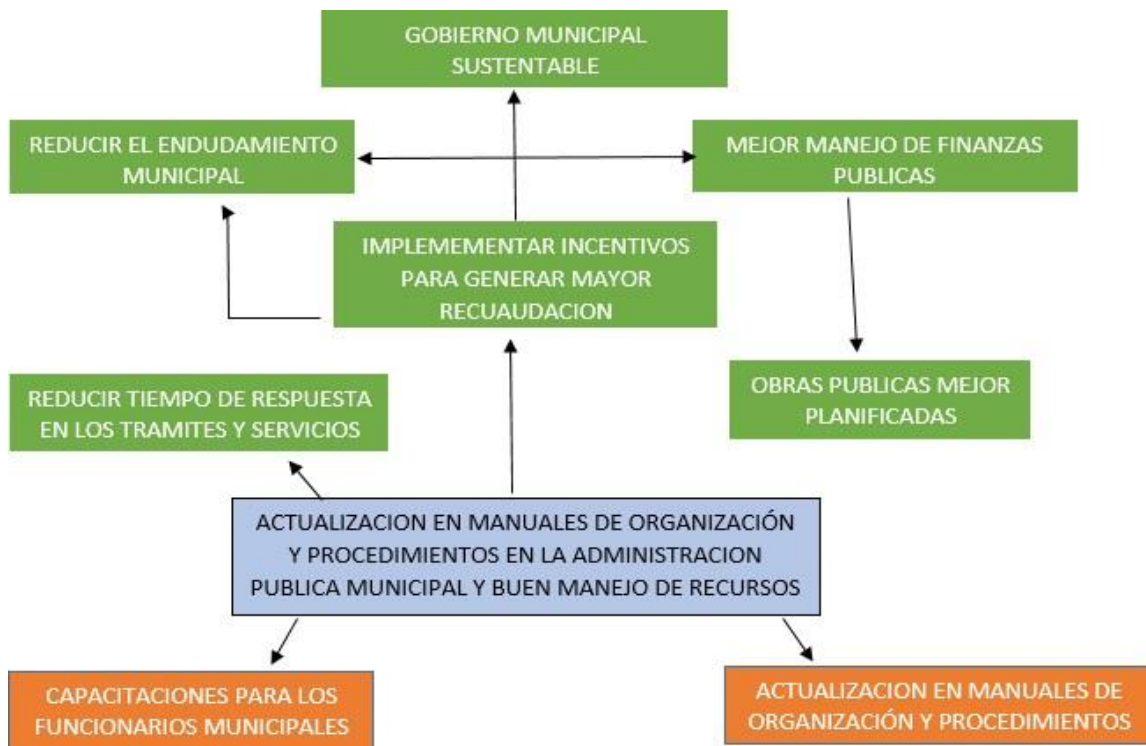 GOBIERNO MUNICIPAL
SUSTENTABLE
REDUCIR EL ENDUDAMIENTO
MUNICIPAL
MEJOR MANEJO DE FINANZAS
PUBLICAS
IMPLEMEMENTAR INCENTIVOS
PARA GENERAR MAYOR
RECUAUDACION
REDUCIR TIEMPO DE RESPUESTA
EN LOS TRAMITES Y SERVICIOS
OBRAS PUBLICAS MEJOR
PLANIFICADAS
ACTUALIZACION EN MANUALES DE ORGANIZACIÓN
Y PROCEDIMIENTOS EN LA ADMINISTRACION
PUBLICA MUNICIPAL Y BUEN MANEJO DE RECURSOS
CAPACITACIONES PARA LOS
FUNCIONARIOS MUNICIPALES
ACTUALIZACION EN MANUALES DE
ORGANIZACIÓN Y PROCEDIMIENTOS